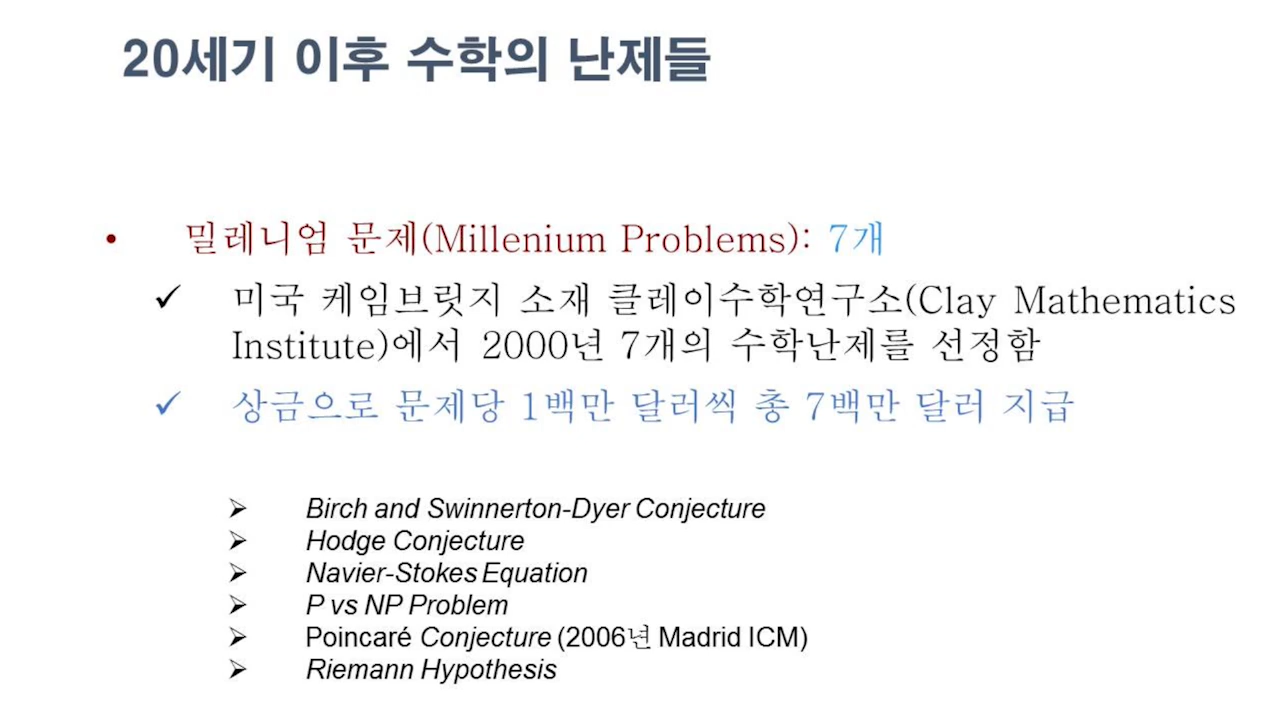 20세기 이후 수학의 난제들
• 밀레니엄 문제(Millenium Problems): 7개
✓ 미국 케임브릿지 소재 클레이수학연구소(Clay Mathematics
Institute)에서 2000년 7개의 수학난제를 선정함
✓ 상금으로 문제당 1백만 달러씩 총 7백만 달러 지급
➢ Birch and Swinnerton-Dyer Conjecture
➢ Hodge Conjecture
➢ Navier-Stokes Equation
➢ P vs NP Problem
➢ Poincaré Conjecture (2006년 Madrid ICM)
➢ Riemann Hypothesis